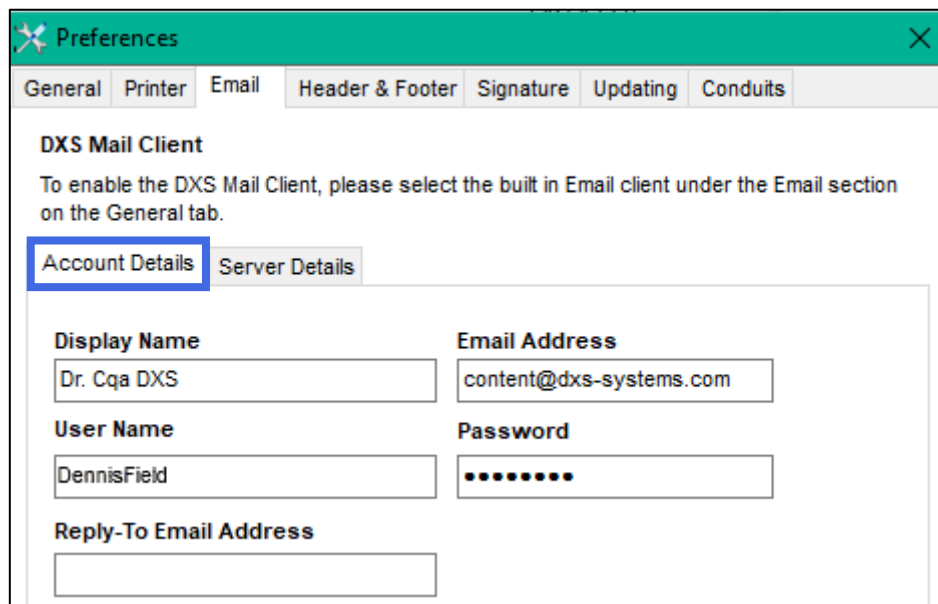 Preferences
General Printer Email Header & Footer Signature Updating Conduits
DXS Mail Client
To enable the DXS Mail Client, please select the built in Email client under the Email section
on the General tab.
Account Details Server Details
Display Name Email Address
Dr. Cqa DXS content@dxs-systems.com
User Name Password
DennisField ••••••••
Reply-To Email Address